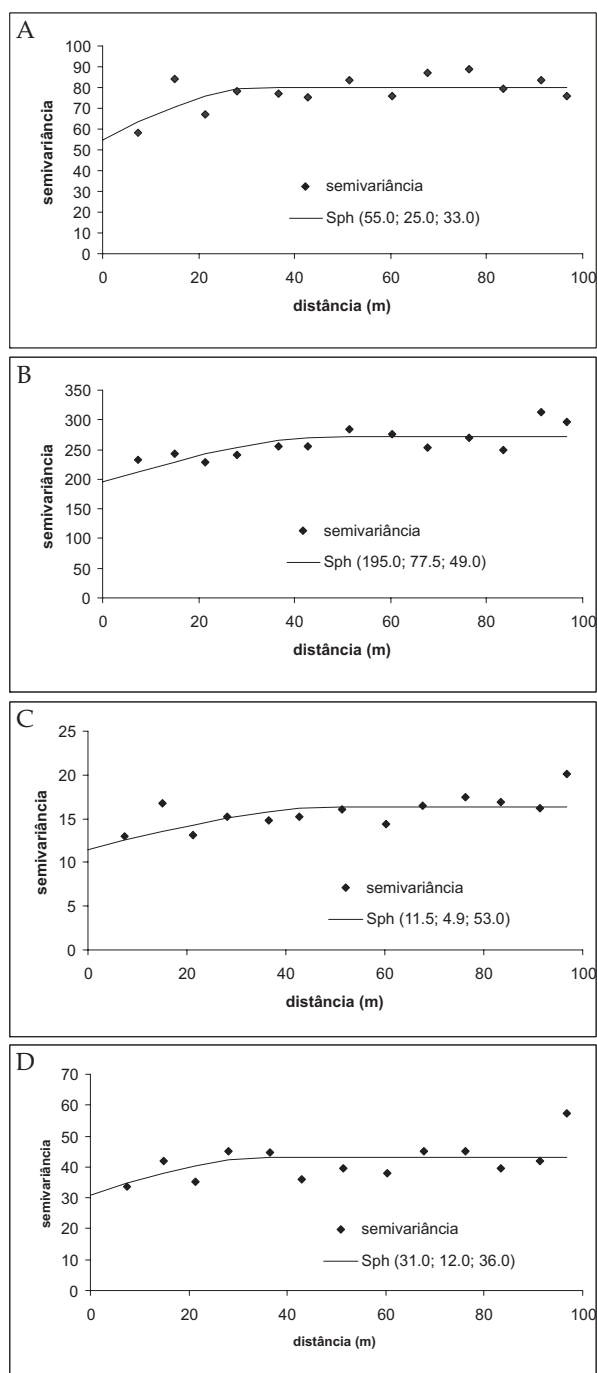 A
100
90
80
70
60
50
40
30
20
10
0
semivariância
semivariância
Sph (55.0; 25.0; 33.0)
0 20 40 60 80 100
distância (m)
B
350
300
250
200
150
100
50
0
semivariância
semivariância
Sph (195.0; 77.5; 49.0)
0 20 40 60 80 100
distância (m)
C
25
20
15
10
5
0
semivariância
semivariância
Sph (11.5; 4.9; 53.0)
0 20 40 60 80 100
distância (m)
D
70
60
50
40
30
20
10
0
semivariância
semivariância
Sph (31.0; 12.0; 36.0)
0 20 40 60 80 100
distância (m)